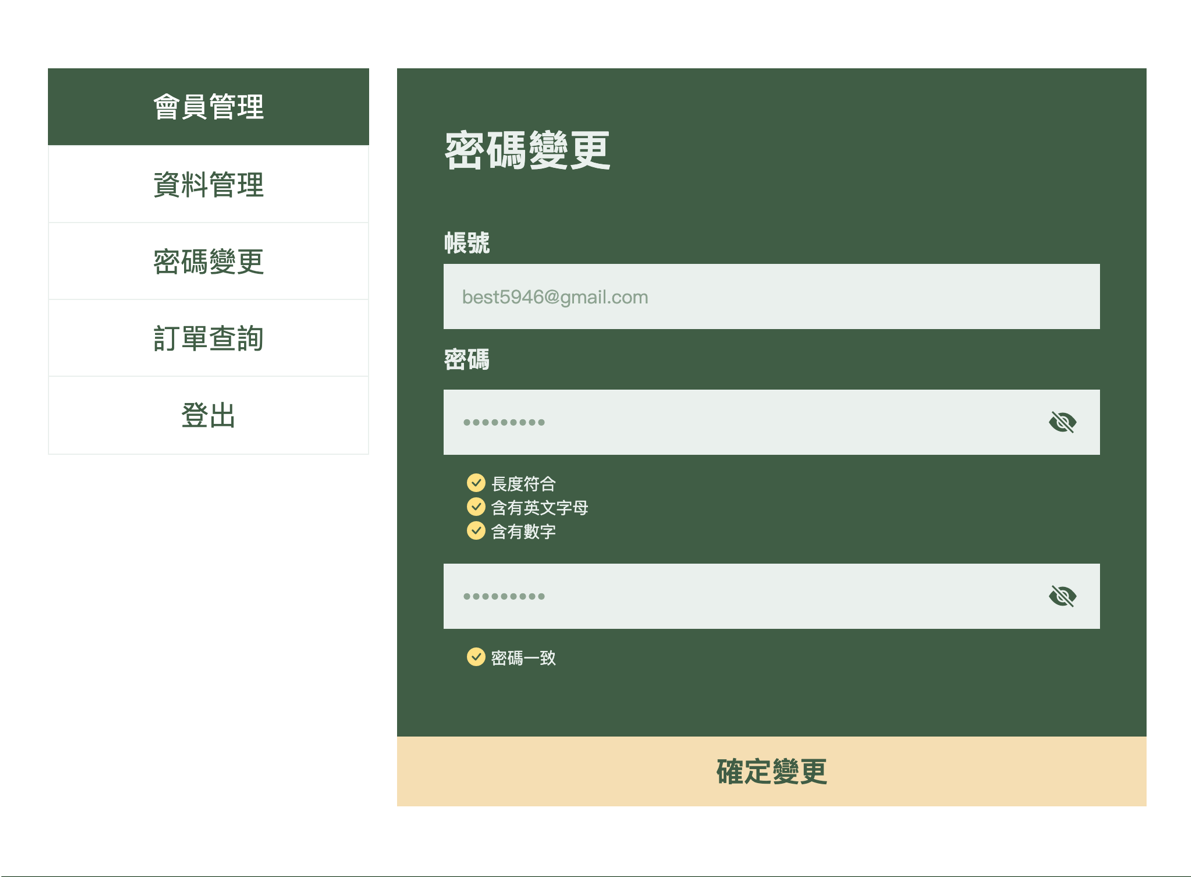 會員管理
資料管理
密碼變更
訂單查詢
登出
密碼變更
帳號
best5946@gmail.com
密碼
•••••••••
長度符合
含有英文字母
含有數字
•••••••••
密碼一致
確定變更